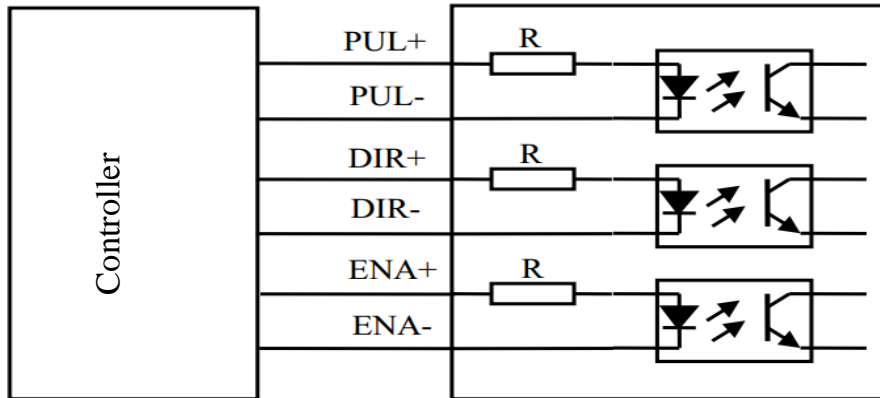 Controller
PUL+
R
PUL-
DIR+
R
DIR-
ENA+
R
ENA-